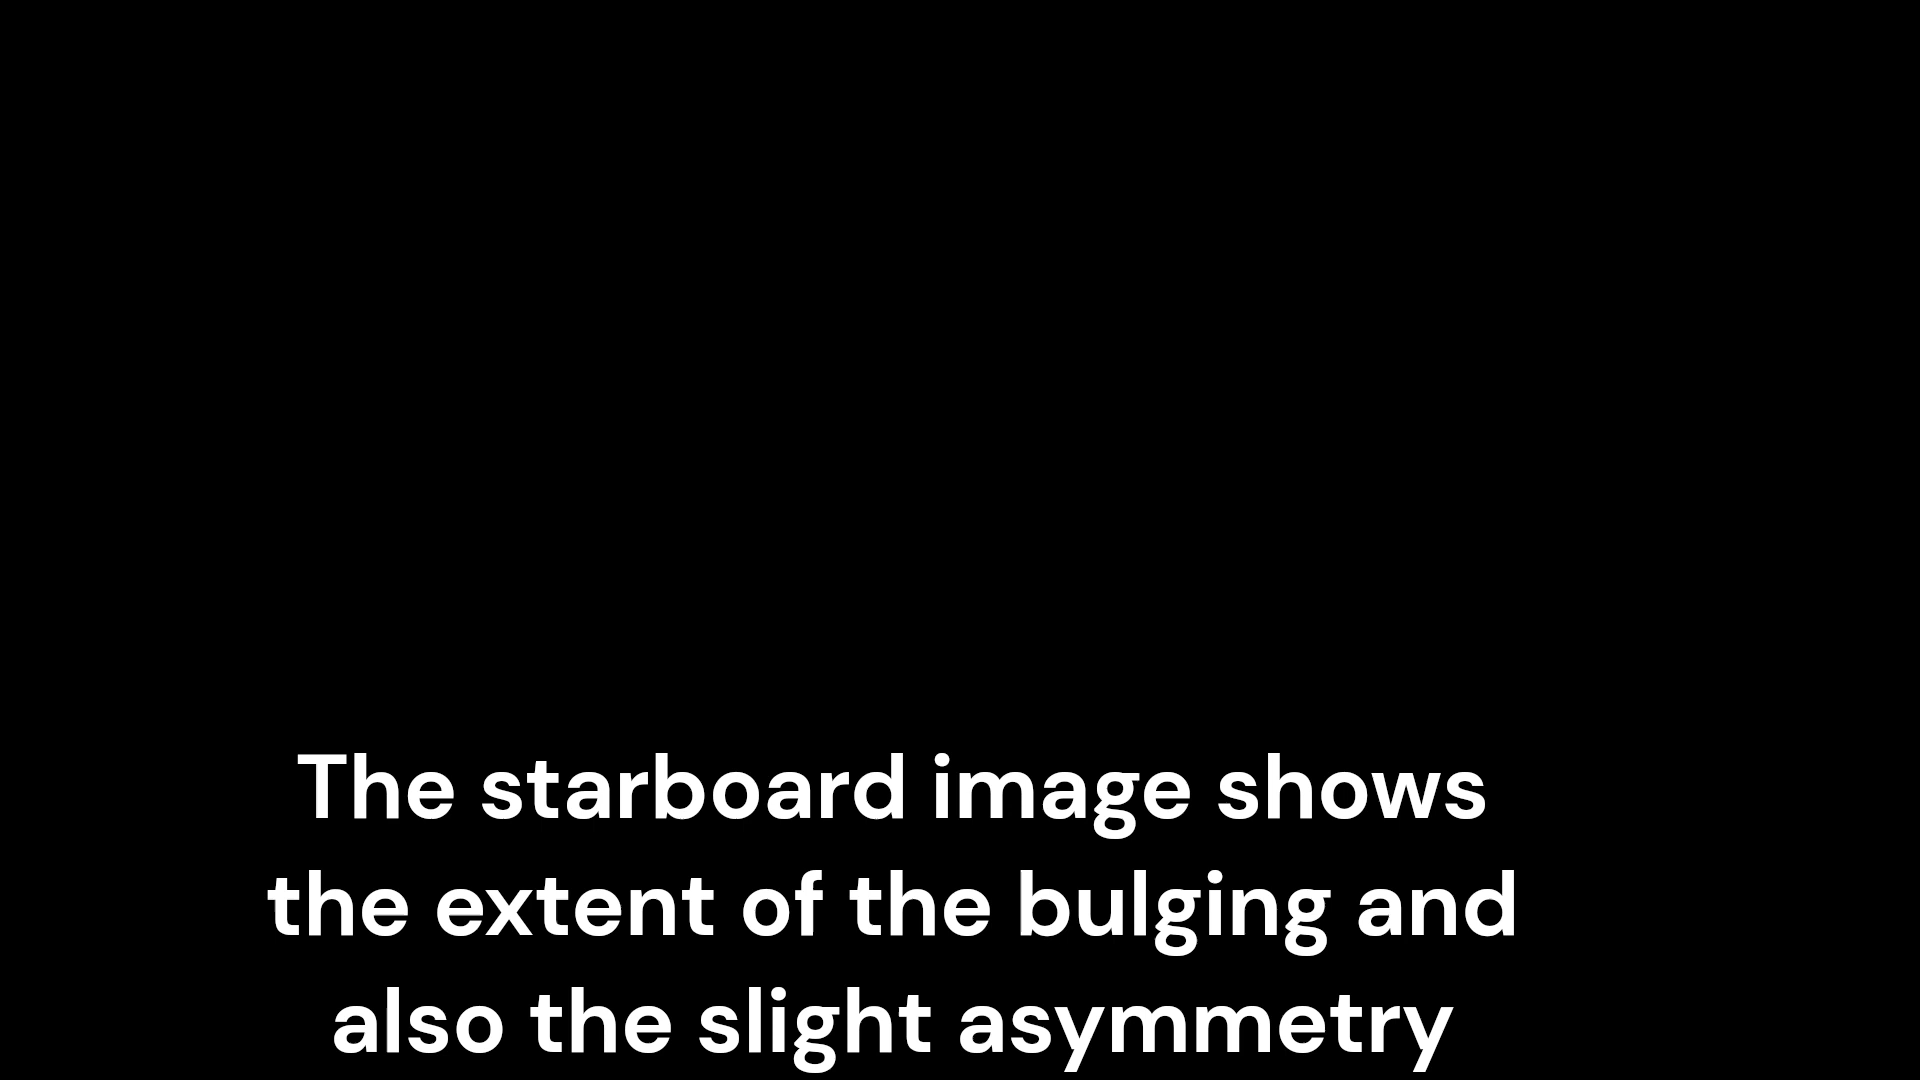 The starboard image shows
the extent of the bulging and
also the slight asymmetry